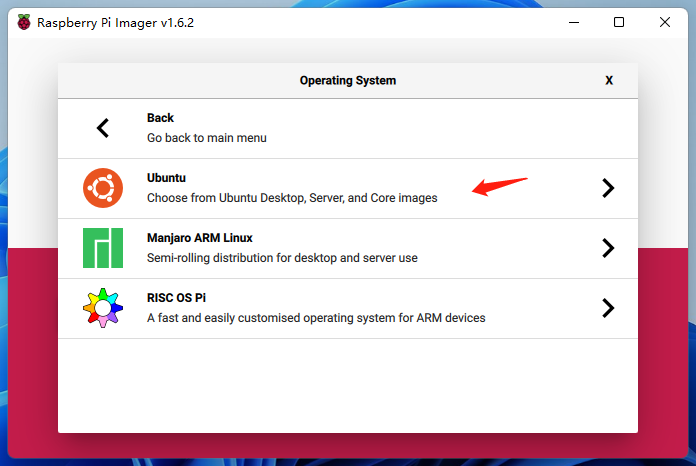 Raspberry Pi Imager v1.6.2
Operating System X
Back
Go back to main menu
Ubuntu
Choose from Ubuntu Desktop, Server, and Core images
Manjaro ARM Linux
Semi-rolling distribution for desktop and server use
RISC OS Pi
A fast and easily customised operating system for ARM devices